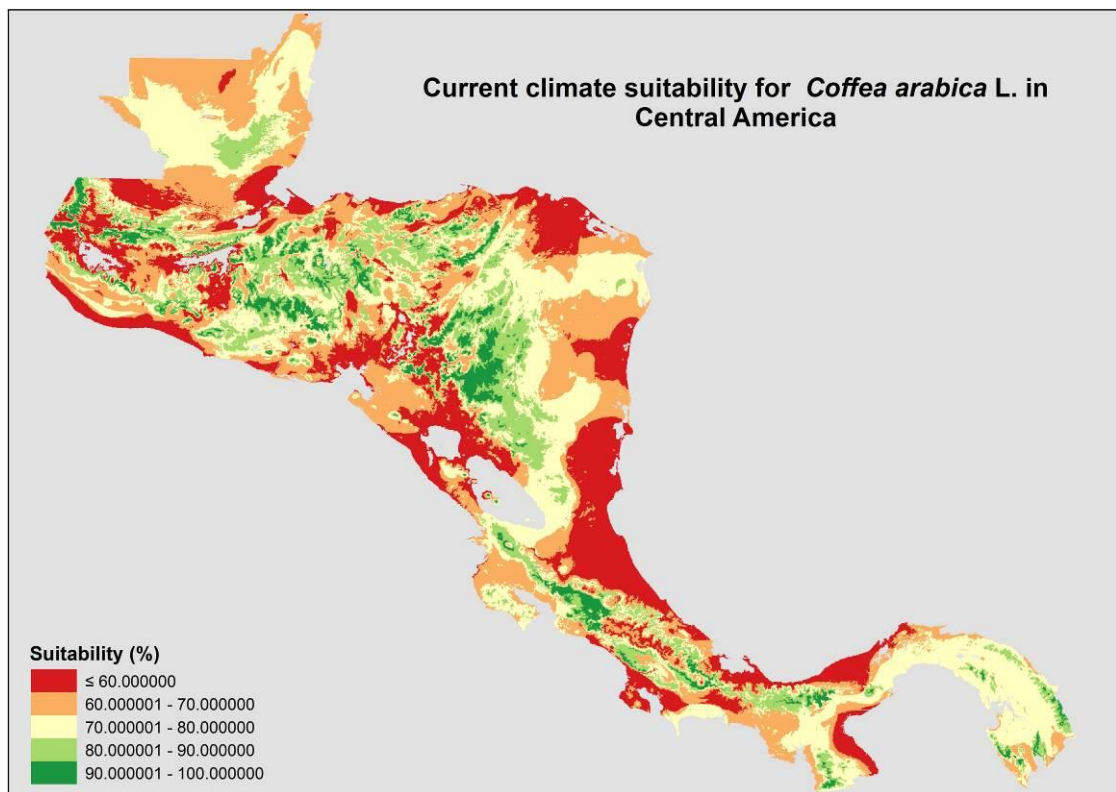 Current climate suitability for Coffea arabica L. in
Central America
Suitability (%)
≤ 60.000000
60.000001 - 70.000000
70.000001 - 80.000000
80.000001 - 90.000000
90.000001 - 100.000000